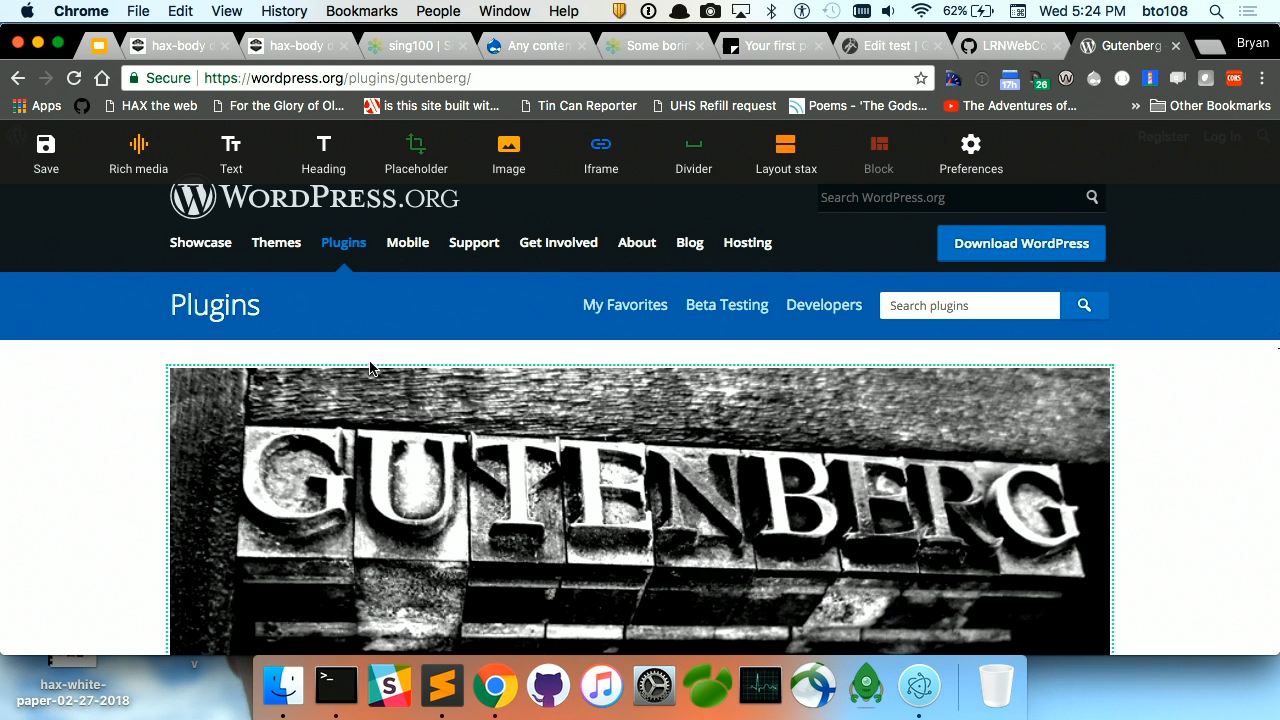 Chrome File Edit View History Bookmarks People Window Help 62% Wed 5:24 PM bto108
hax-body d sing100 | S Any conten Some bori Your first p Edit test | C LRNWebCo Gutenberg Bryan
hax-body d
Secure https://wordpress.org/plugins/gutenberg/ 17h 26 CORS
Apps HAX the web For the Glory of Ol... is this site built wit... Tin Can Reporter UHS Refill request Poems - 'The Gods... The Adventures of... » Other Bookmarks
Register Log In
Save Rich media Text Heading Placeholder Image Iframe Divider Layout stax Block Preferences
WORDPRESS.ORG Search WordPress.org
Showcase Themes Plugins Mobile Support Get Involved About Blog Hosting Download WordPress
Plugins My Favorites Beta Testing Developers Search plugins
GUTENBERG
hax-white-
paper-02-27-2018